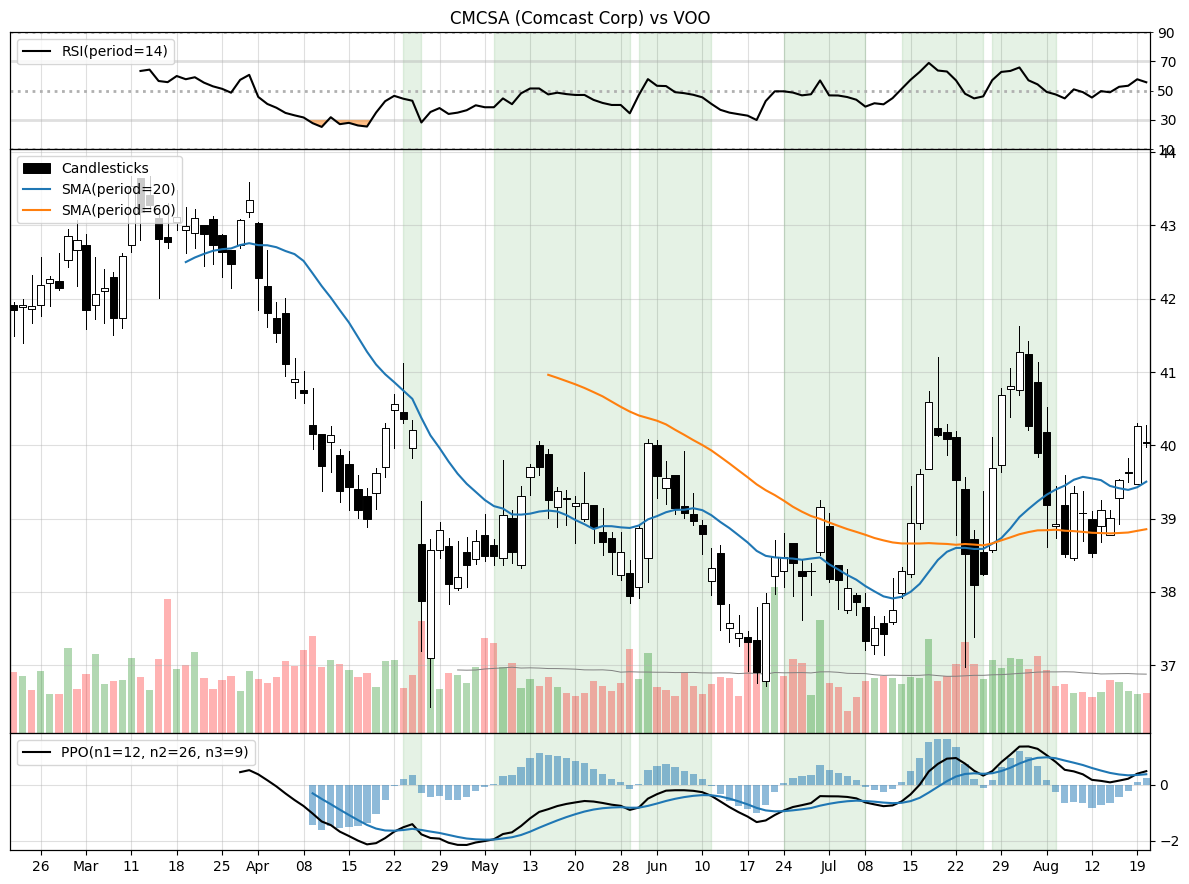 CMCSA (Comcast Corp) vs VOO
RSI(period=14)
90
70
50
30
10
Candlesticks
SMA(period=20)
SMA(period=60)
44
43
42
41
40
39
38
37
PPO(n1=12, n2=26, n3=9)
0
−2
26 Mar 11 18 25 Apr 08 15 22 29 May 13 20 28 Jun 10 17 24 Jul 08 15 22 29 Aug 12 19